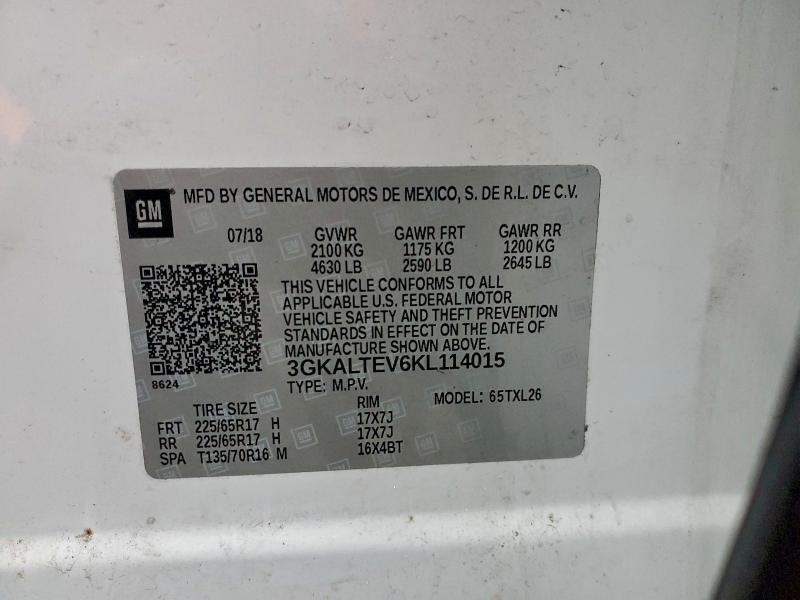 GM MFD BY GENERAL MOTORS DE MEXICO, S. DE R.L. DE C.V.
07/18 GVWR GAWR FRT GAWR RR
2100 KG 1175 KG 1200 KG
4630 LB 2590 LB 2645 LB
THIS VEHICLE CONFORMS TO ALL
APPLICABLE U.S. FEDERAL MOTOR
VEHICLE SAFETY AND THEFT PREVENTION
STANDARDS IN EFFECT ON THE DATE OF
MANUFACTURE SHOWN ABOVE.
8624 3GKALTEV6KL114015
TYPE: M.P.V. MODEL: 65TXL26
TIRE SIZE RIM
FRT 225/65R17 H 17X7J
RR 225/65R17 H 17X7J
SPA T135/70R16 M 16X4BT